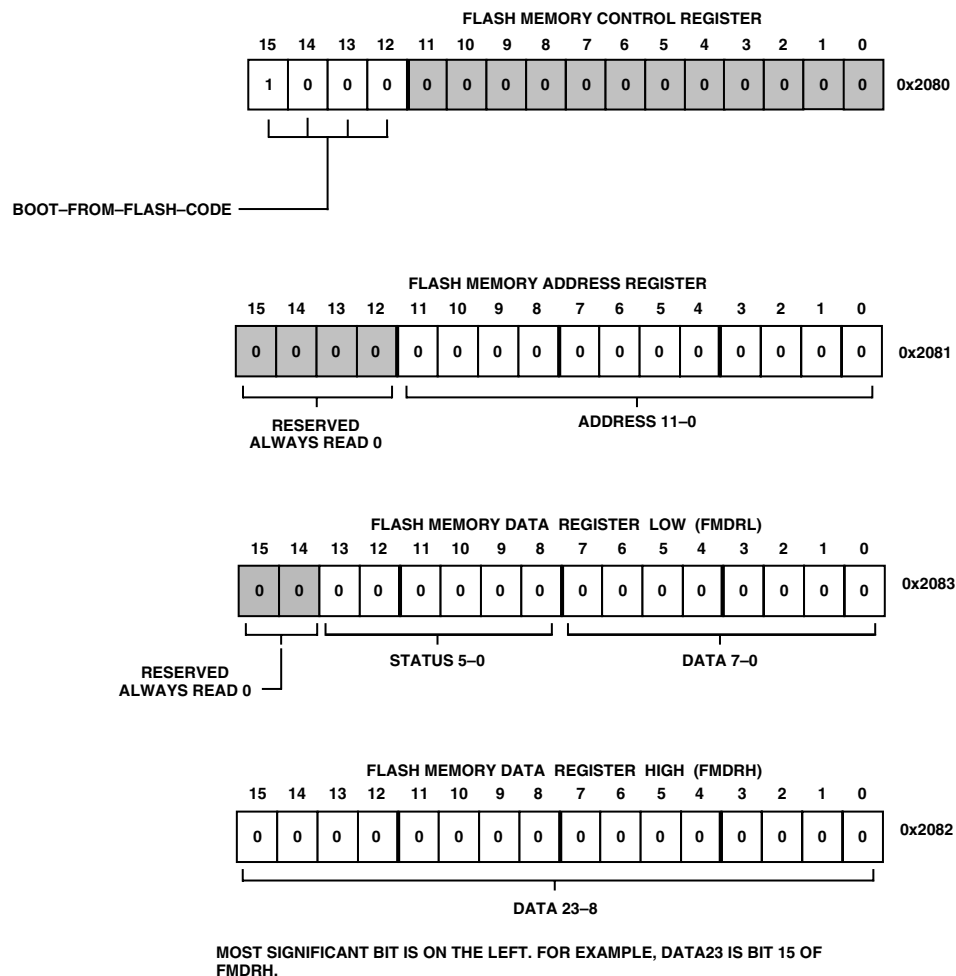 FLASH MEMORY CONTROL REGISTER
15 14 13 12 11 10 9 8 7 6 5 4 3 2 1 0
1 0 0 0 0 0 0 0 0 0 0 0 0 0 0 0 0x2080
BOOT–FROM–FLASH–CODE
FLASH MEMORY ADDRESS REGISTER
15 14 13 12 11 10 9 8 7 6 5 4 3 2 1 0
0 0 0 0 0 0 0 0 0 0 0 0 0 0 0 0 0x2081
RESERVED
ALWAYS READ 0
ADDRESS 11–0
FLASH MEMORY DATA REGISTER LOW (FMDRL)
15 14 13 12 11 10 9 8 7 6 5 4 3 2 1 0
0 0 0 0 0 0 0 0 0 0 0 0 0 0 0 0 0x2083
STATUS 5–0 DATA 7–0
RESERVED
ALWAYS READ 0
FLASH MEMORY DATA REGISTER HIGH (FMDRH)
15 14 13 12 11 10 9 8 7 6 5 4 3 2 1 0
0 0 0 0 0 0 0 0 0 0 0 0 0 0 0 0 0x2082
DATA 23–8
MOST SIGNIFICANT BIT IS ON THE LEFT. FOR EXAMPLE, DATA23 IS BIT 15 OF
FMDRH.